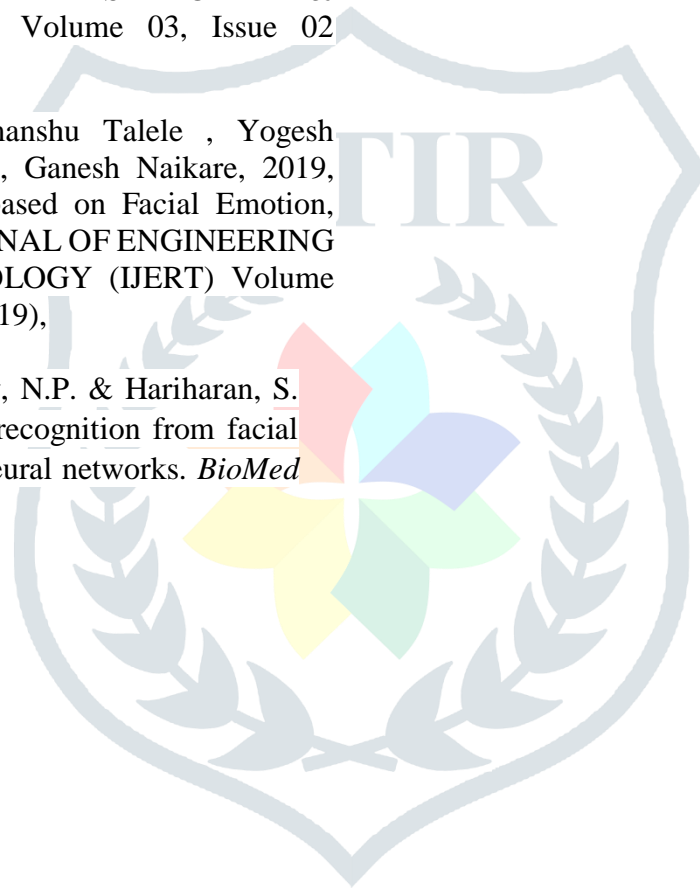 Volume 03, Issue 02
hanshu Talele , Yogesh
, Ganesh Naikare, 2019,
ased on Facial Emotion,
NAL OF ENGINEERING
OLOGY (IJERT) Volume
19),
, N.P. & Hariharan, S.
recognition from facial
eural networks. BioMed
TIR